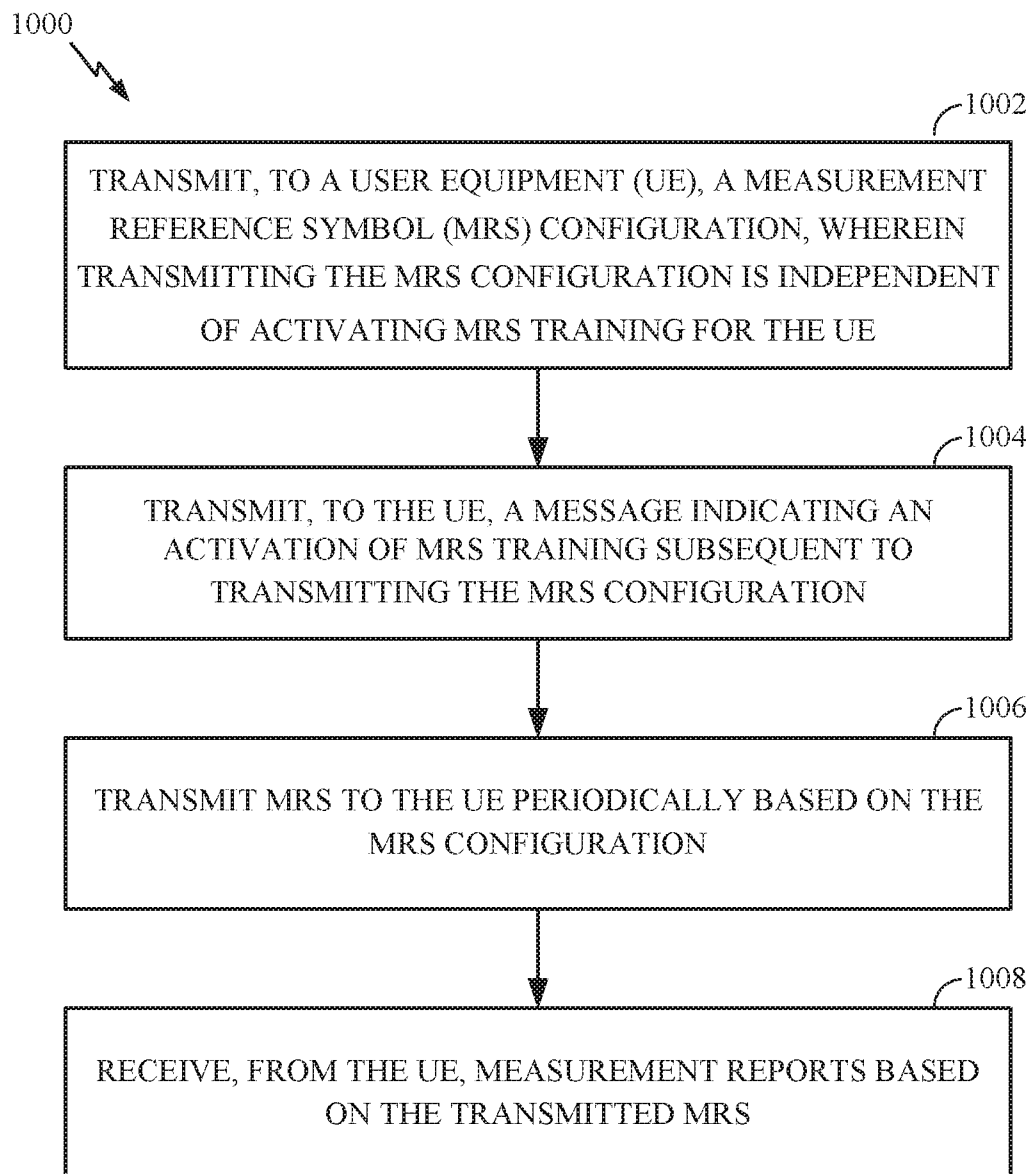 1000
1002
TRANSMIT, TO A USER EQUIPMENT (UE), A MEASUREMENT
REFERENCE SYMBOL (MRS) CONFIGURATION, WHEREIN
TRANSMITTING THE MRS CONFIGURATION IS INDEPENDENT
OF ACTIVATING MRS TRAINING FOR THE UE
1004
TRANSMIT, TO THE UE, A MESSAGE INDICATING AN
ACTIVATION OF MRS TRAINING SUBSEQUENT TO
TRANSMITTING THE MRS CONFIGURATION
1006
TRANSMIT MRS TO THE UE PERIODICALLY BASED ON THE
MRS CONFIGURATION
1008
RECEIVE, FROM THE UE, MEASUREMENT REPORTS BASED
ON THE TRANSMITTED MRS